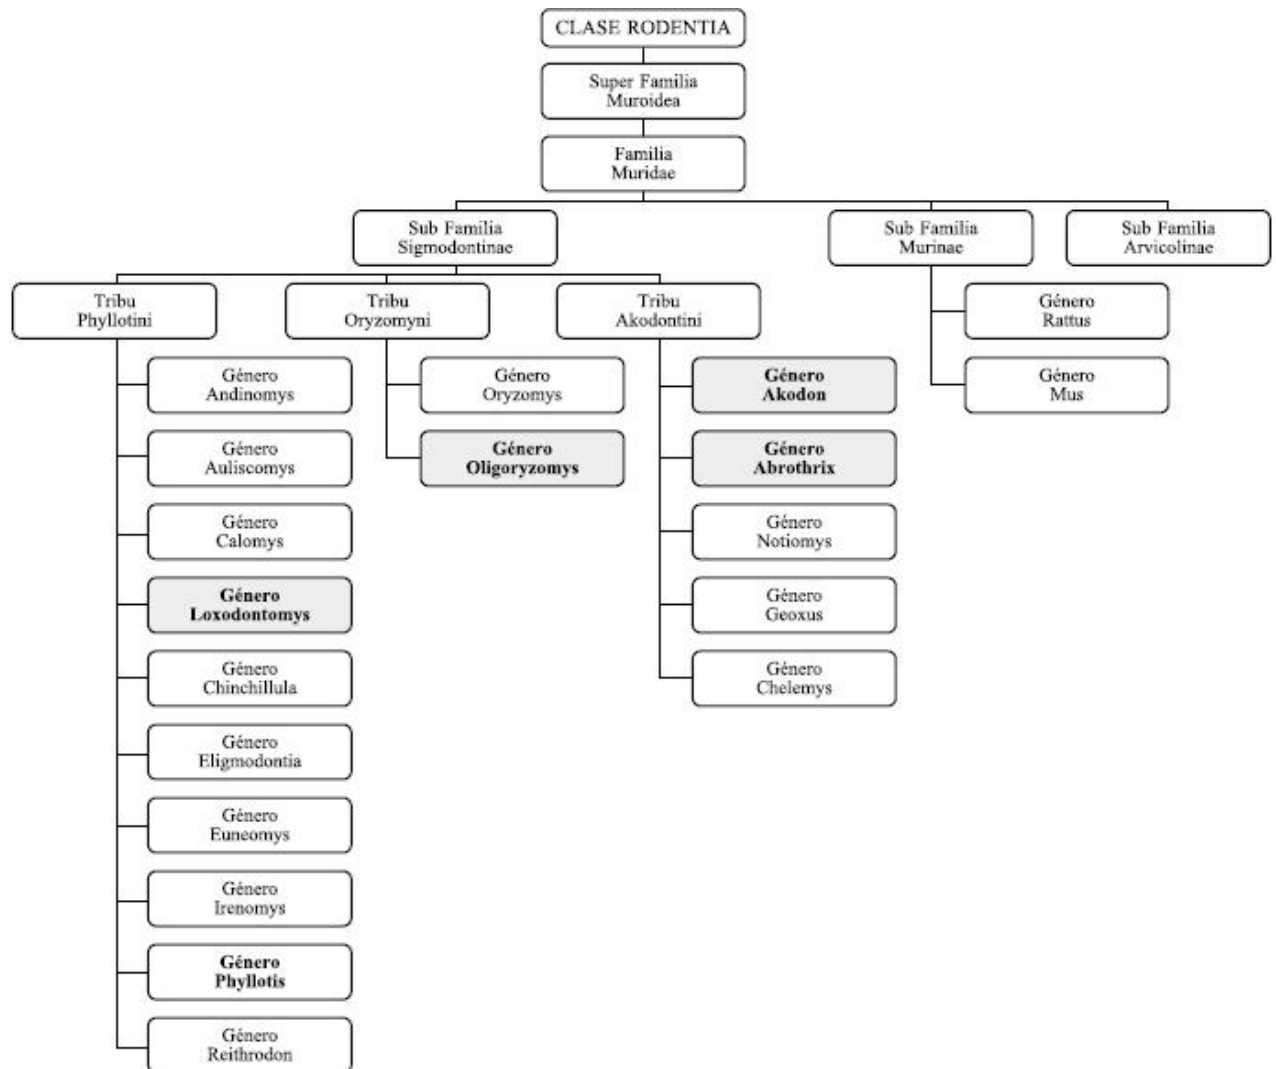 CLASE RODENTIA
Super Familia
Muroidea
Familia
Muridae
Sub Familia
Sigmodontinae
Sub Familia
Murinae
Sub Familia
Arvicolinae
Tribu
Phyllotini
Tribu
Oryzomyni
Tribu
Akodontini
Género
Rattus
Género
Mus
Género
Andinomys
Género
Auliscomys
Género
Calomys
Género
Loxodontomys
Género
Chinchillula
Género
Eligmodontia
Género
Euneomys
Género
Irenomys
Género
Phyllotis
Género
Reithrodon
Género
Oryzomys
Género
Oligoryzomys
Género
Akodon
Género
Abrothrix
Género
Notiomys
Género
Geoxus
Género
Chelemys